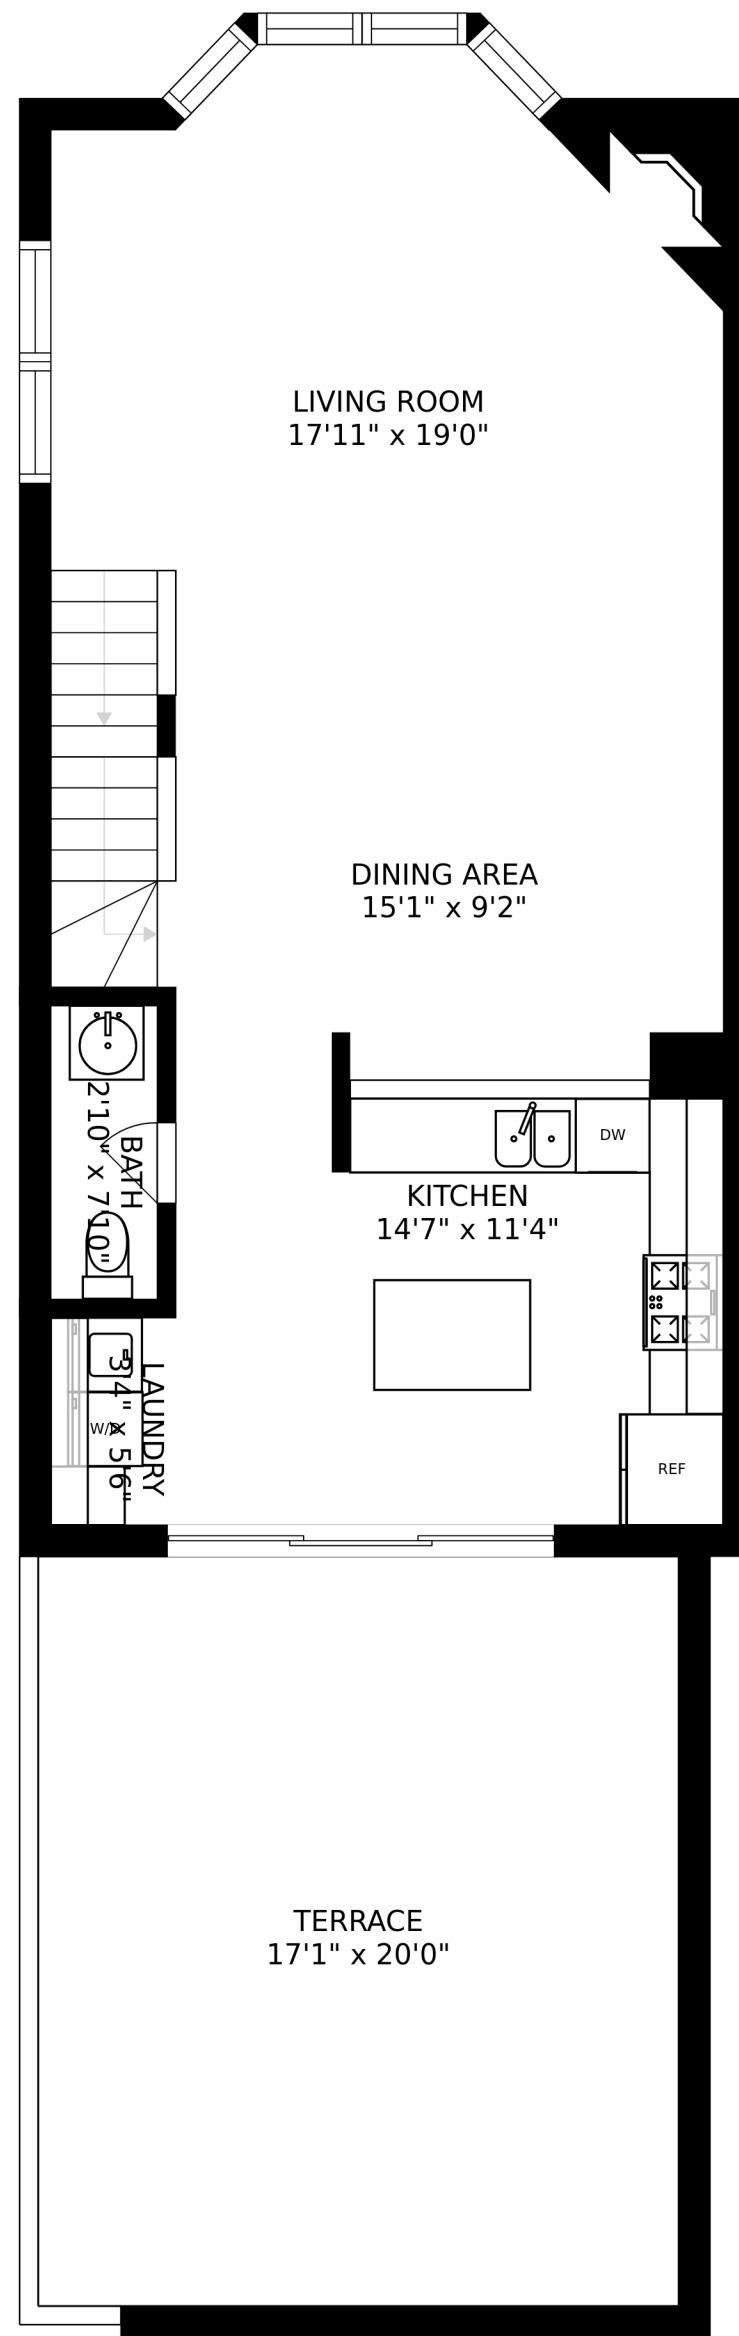 LIVING ROOM
17'11" x 19'0"
DINING AREA
15'1" x 9'2"
BATH
2'10" x 7'10"
DW
KITCHEN
14'7" x 11'4"
LAUNDRY
3'4" x 5'6"
W/D
REF
TERRACE
17'1" x 20'0"